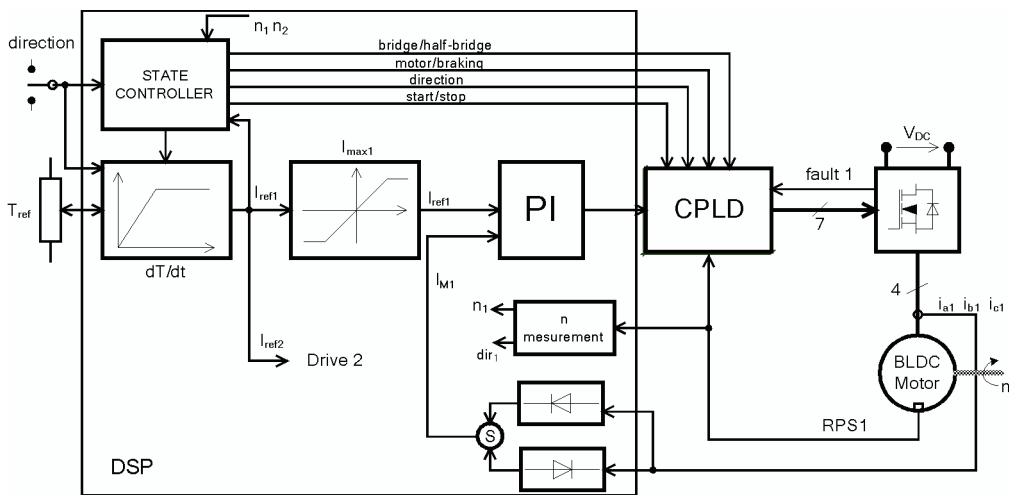 direction
n1 n2
STATE
CONTROLLER
bridge/half-bridge
motor/braking
direction
start/stop
VDC
fault 1
7
CPLD
Imax1
Iref1
Iref1
PI
Tref
dT/dt
IM1
4
ia1 ib1 ic1
n1
n
mesurement
dir1
Iref2
Drive 2
BLDC
Motor
n
RPS1
S
DSP